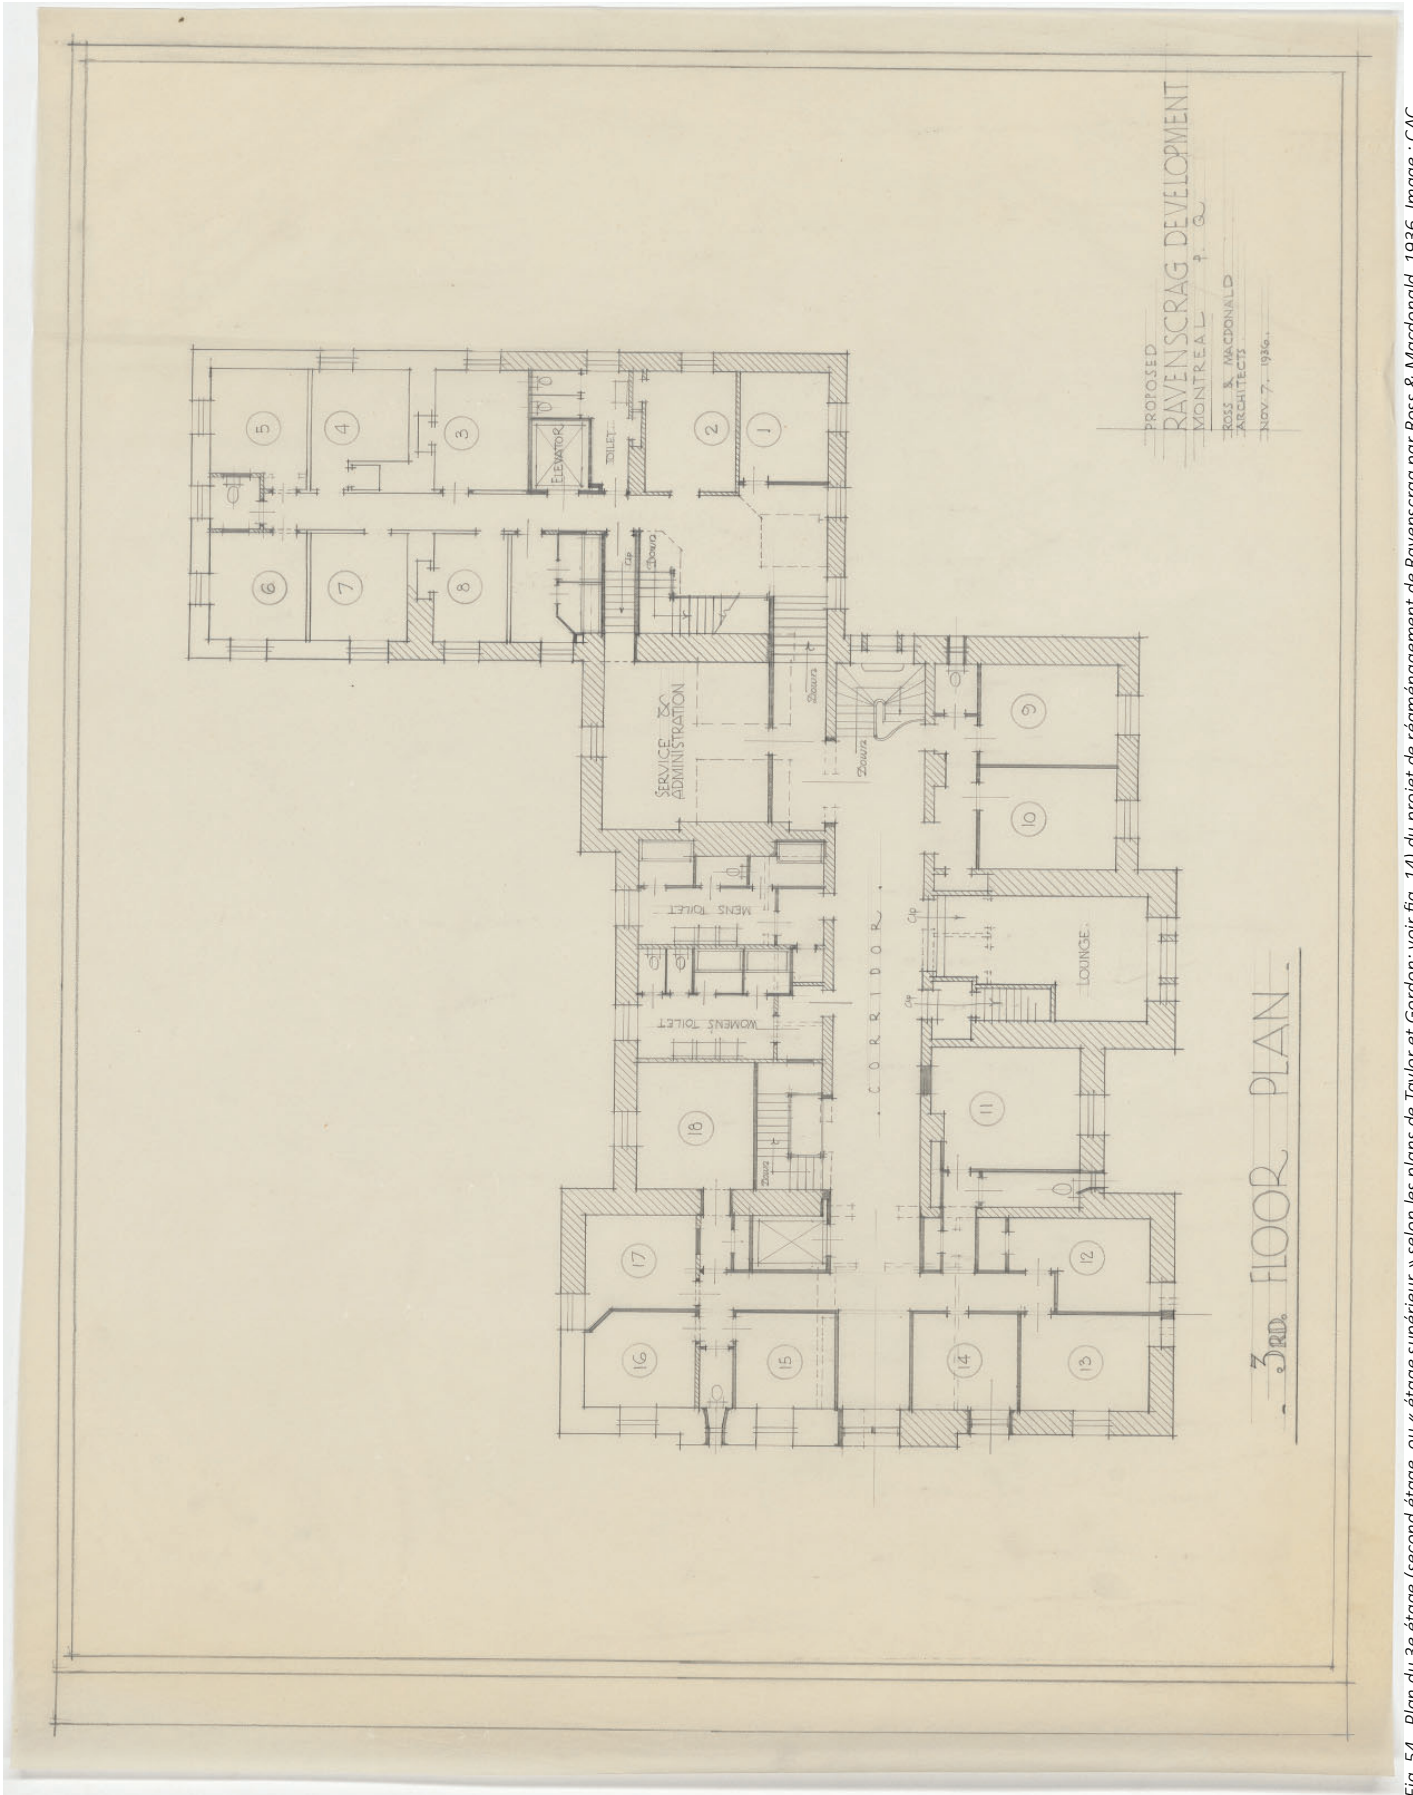 PROPOSED
RAVENSCRAG DEVELOPMENT
MONTREAL P. Q
ROSS & MACDONALD
ARCHITECTS.
NOV 7. 1936.
5
4
3
ELEVATOR
TOILET
2
1
6
7
8
Up
Down
SERVICE &
ADMINISTRATION
Down
Down
9
10
MENS TOILET
WOMENS TOILET
CORRIDOR
Up
Up
LOUNGE.
18
Down
11
17
12
16
15
14
13
3RD. FLOOR PLAN
Fig. 54 Plan du 3e étage (second étage, ou « étage supérieur » selon les plans de Taylor et Gordon; voir fig. 14) du projet de réaménagement de Ravenscrag par Ross & Macdonald, 1936. Image : CAC